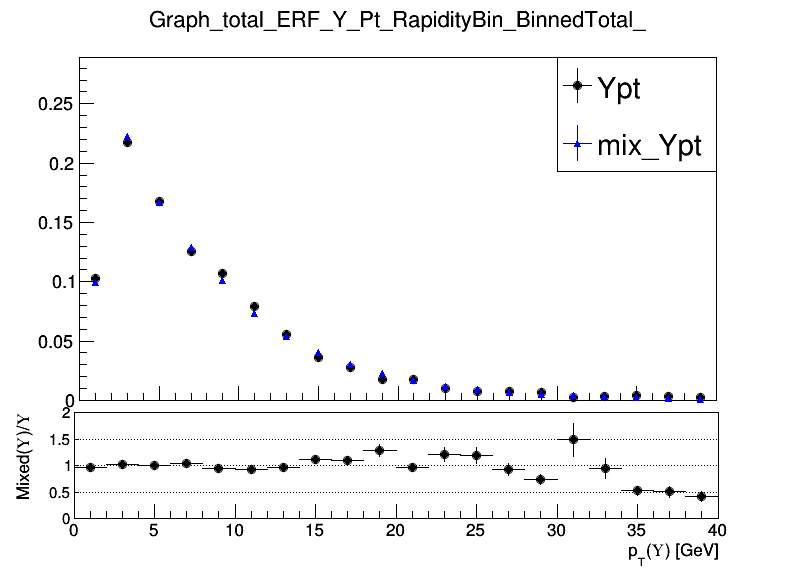 Graph_total_ERF_Y_Pt_RapidityBin_BinnedTotal_
Ypt
mix_Ypt
0.25
0.2
0.15
0.1
0.05
0
Mixed(Y)/Y
2
1.5
1
0.5
0
0 5 10 15 20 25 30 35 40
p_T(Y) [GeV]